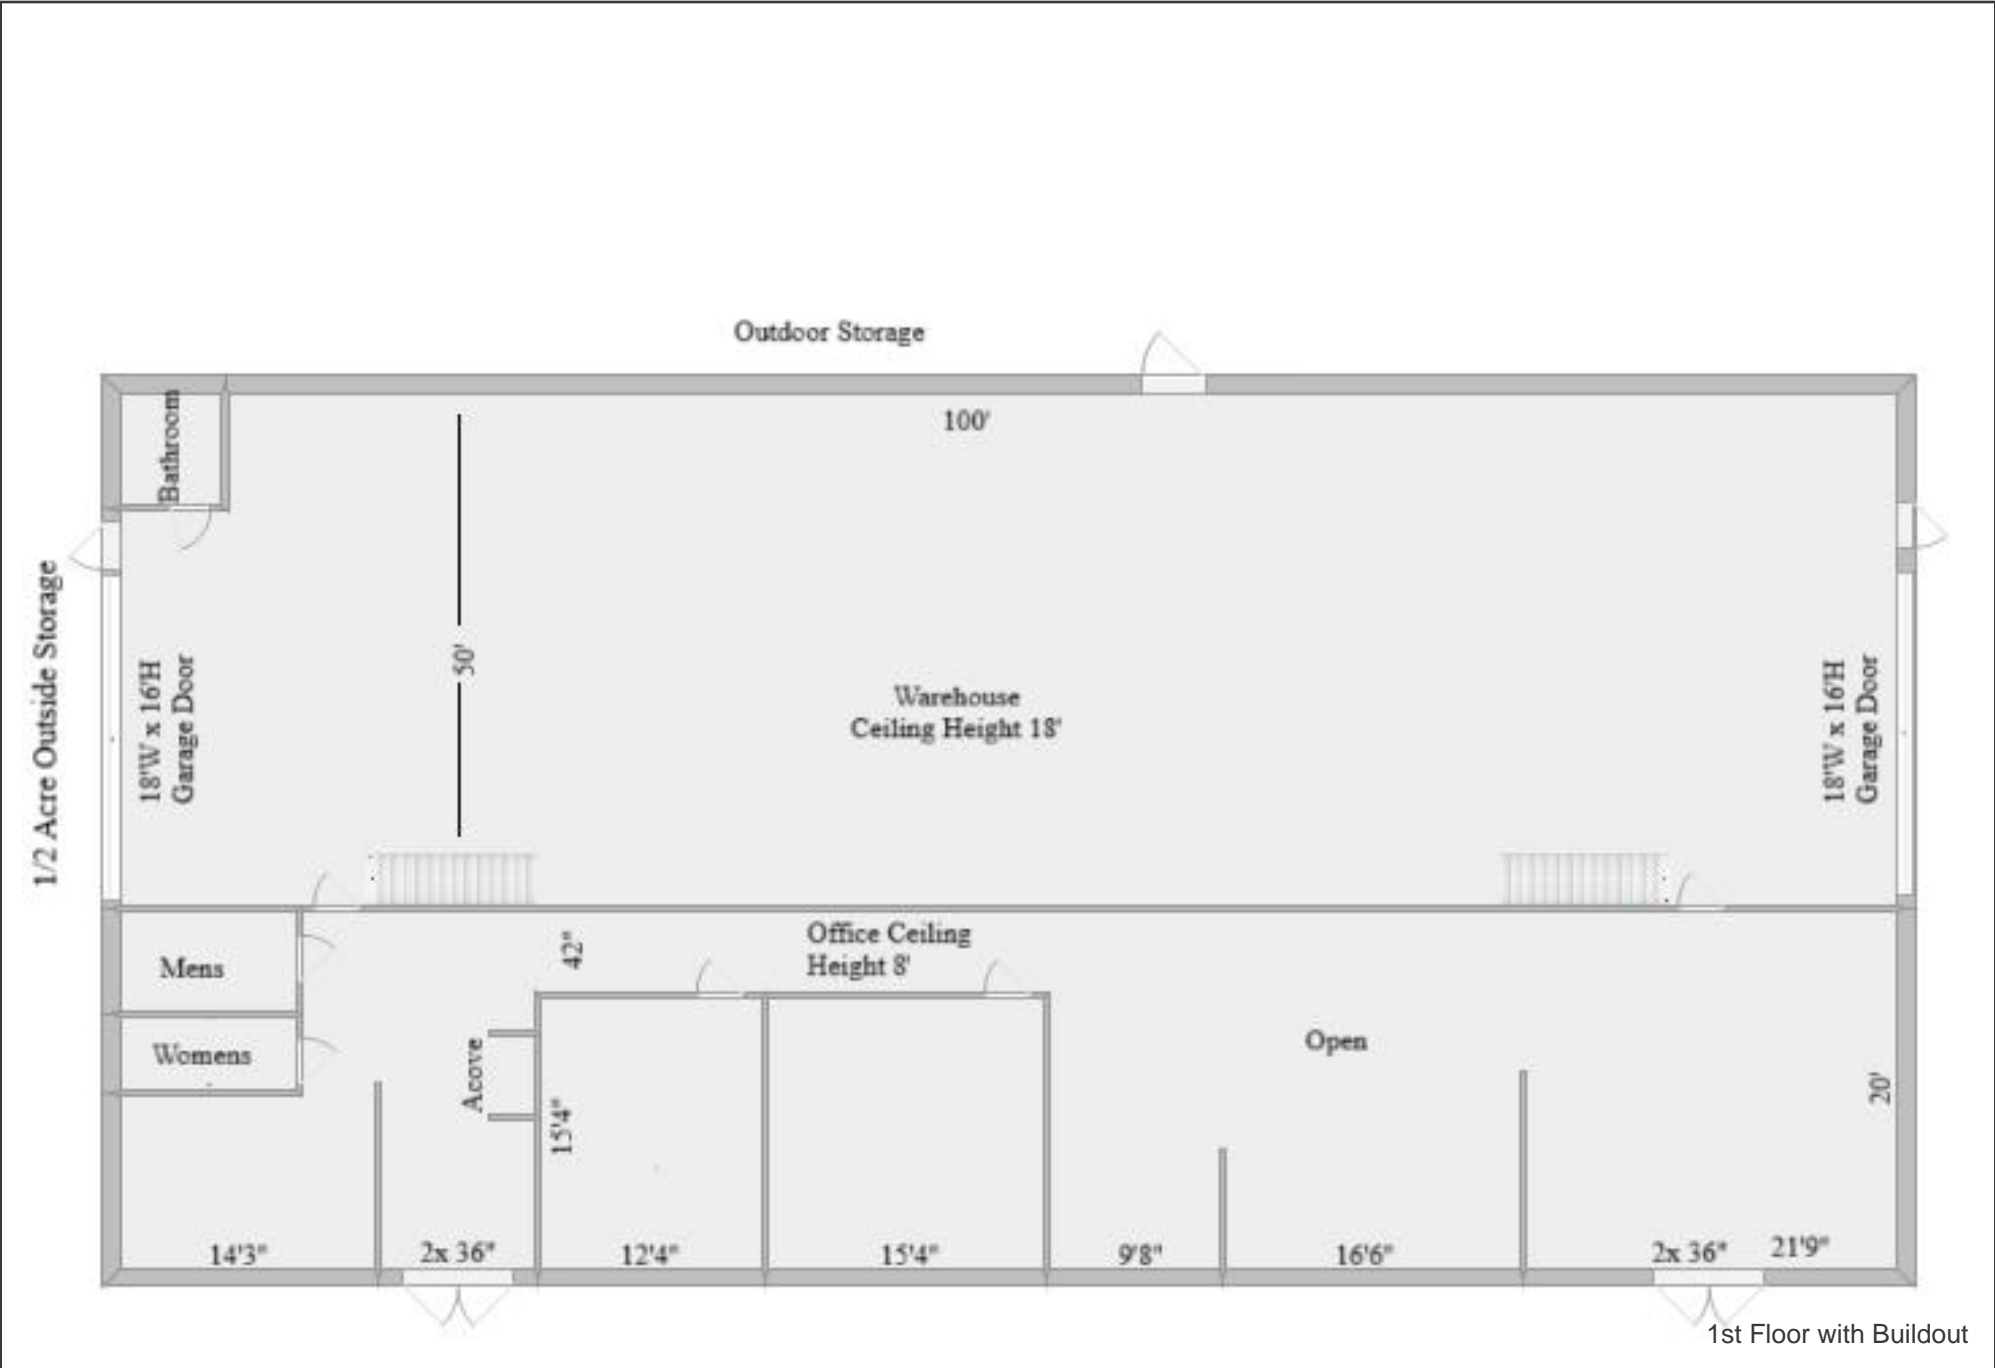 Outdoor Storage
100'
Bathroom
50'
1/2 Acre Outside Storage
18'W x 16'H
Garage Door
Warehouse
Ceiling Height 18'
18'W x 16'H
Garage Door
Mens
42"
Office Ceiling
Height 8'
Womens
Acove
15'4"
Open
20'
14'3"
2x 36"
12'4"
15'4"
9'8"
16'6"
2x 36"
21'9"
1st Floor with Buildout